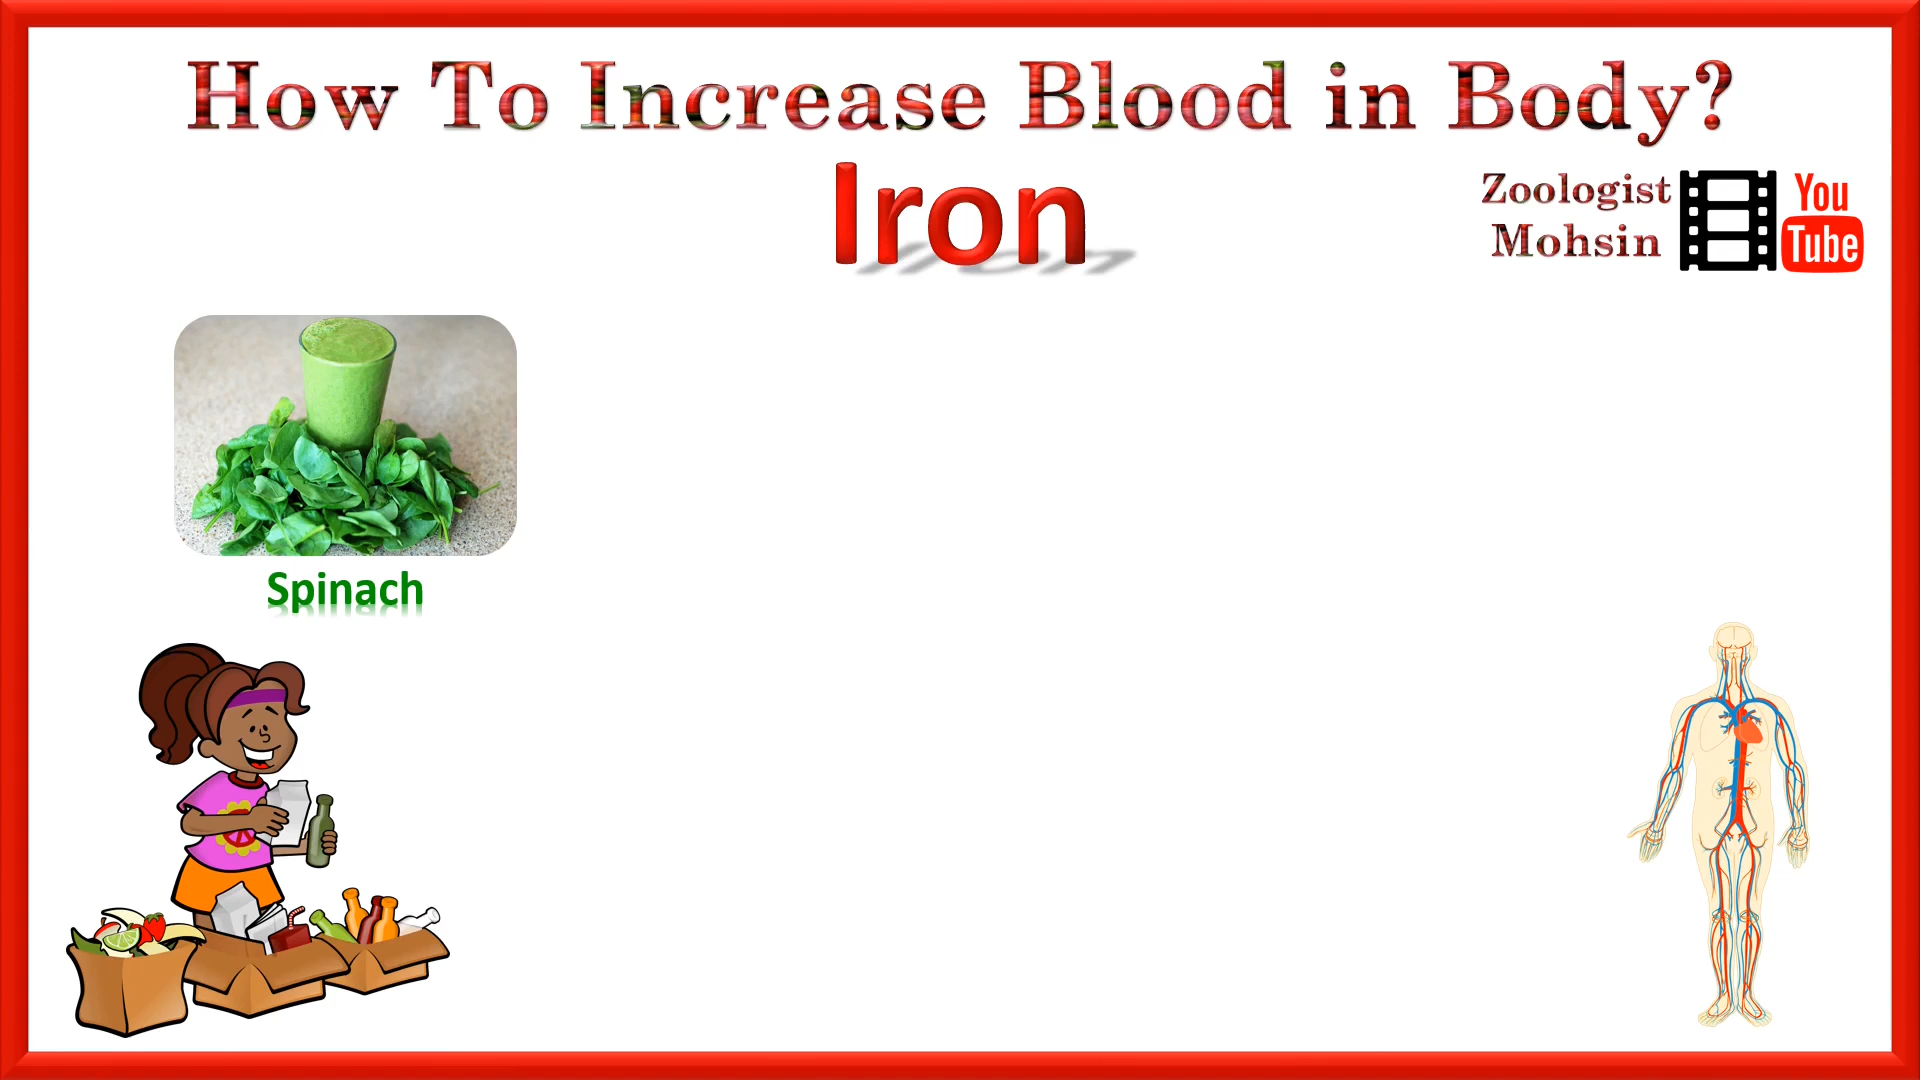 How To Increase Blood in Body?
Iron
Zoologist
Mohsin
You
Tube
Spinach